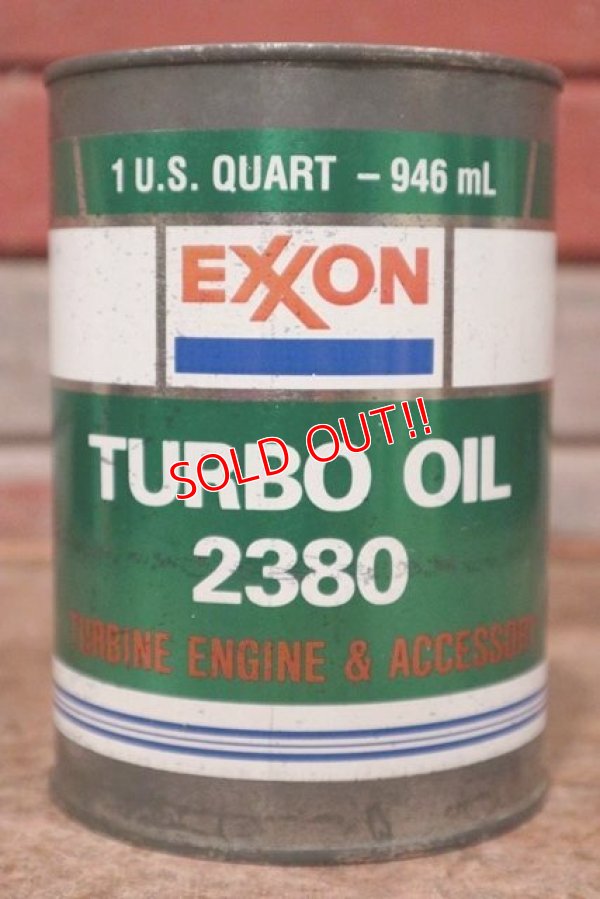 1 U.S. QUART – 946 mL
EXXON
SOLD OUT!!
TURBO OIL
2380
TURBINE ENGINE & ACCESSORY